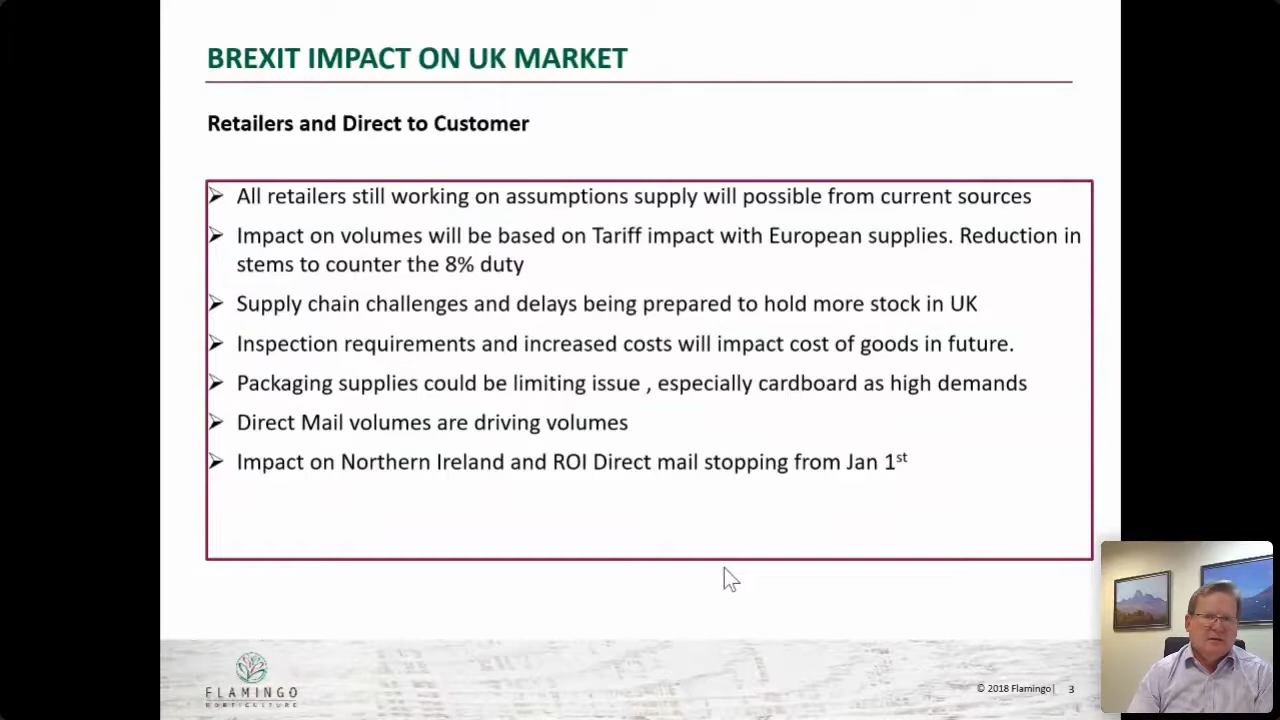 BREXIT IMPACT ON UK MARKET
Retailers and Direct to Customer
➢ All retailers still working on assumptions supply will possible from current sources
➢ Impact on volumes will be based on Tariff impact with European supplies. Reduction in
stems to counter the 8% duty
➢ Supply chain challenges and delays being prepared to hold more stock in UK
➢ Inspection requirements and increased costs will impact cost of goods in future.
➢ Packaging supplies could be limiting issue , especially cardboard as high demands
➢ Direct Mail volumes are driving volumes
➢ Impact on Northern Ireland and ROI Direct mail stopping from Jan 1st
FLAMINGO
HORTICULTURE
© 2018 Flamingo| 3